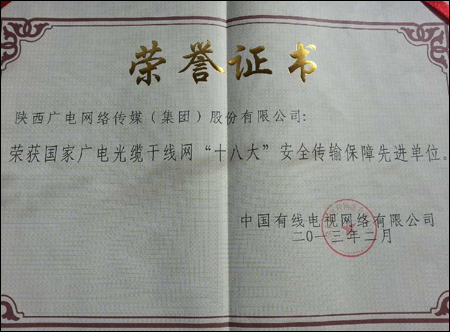 荣誉证书
陕西广电网络传媒（集团）股份有限公司：
荣获国家广电光缆干线网“十八大”安全传输保障先进单位。
中国有线电视网络有限公司
二〇一三年二月